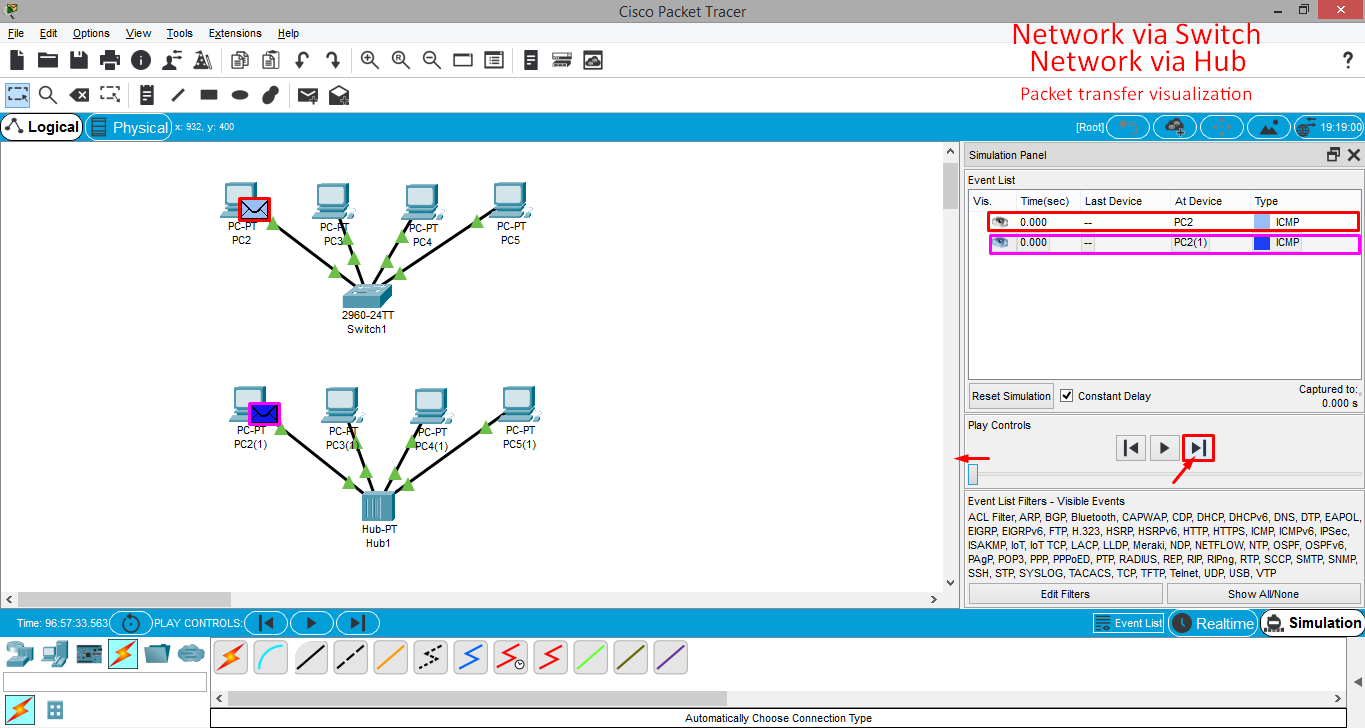 Cisco Packet Tracer
File Edit Options View Tools Extensions Help
Network via Switch
Network via Hub
Packet transfer visualization
?
Logical Physical x: 932, y: 400 [Root] 19:19:00
PC-PT
PC2
PC-PT
PC3
PC-PT
PC4
PC-PT
PC5
2960-24TT
Switch1
PC-PT
PC2(1)
PC-PT
PC3(1)
PC-PT
PC4(1)
PC-PT
PC5(1)
Hub-PT
Hub1
Simulation Panel
Event List
Vis. Time(sec) Last Device At Device Type
0.000 -- PC2 ICMP
0.000 -- PC2(1) ICMP
Reset Simulation Constant Delay Captured to:
0.000 s
Play Controls
Event List Filters - Visible Events
ACL Filter, ARP, BGP, Bluetooth, CAPWAP, CDP, DHCP, DHCPv6, DNS, DTP, EAPOL,
EIGRP, EIGRPv6, FTP, H.323, HSRP, HSRPv6, HTTP, HTTPS, ICMP, ICMPv6, IPSec,
ISAKMP, IoT, IoT TCP, LACP, LLDP, Meraki, NDP, NETFLOW, NTP, OSPF, OSPFv6,
PAgP, POP3, PPP, PPPoED, PTP, RADIUS, REP, RIP, RIPng, RTP, SCCP, SMTP, SNMP,
SSH, STP, SYSLOG, TACACS, TCP, TFTP, Telnet, UDP, USB, VTP
Edit Filters Show All/None
Time: 96:57:33.563 PLAY CONTROLS: Event List Realtime Simulation
Automatically Choose Connection Type